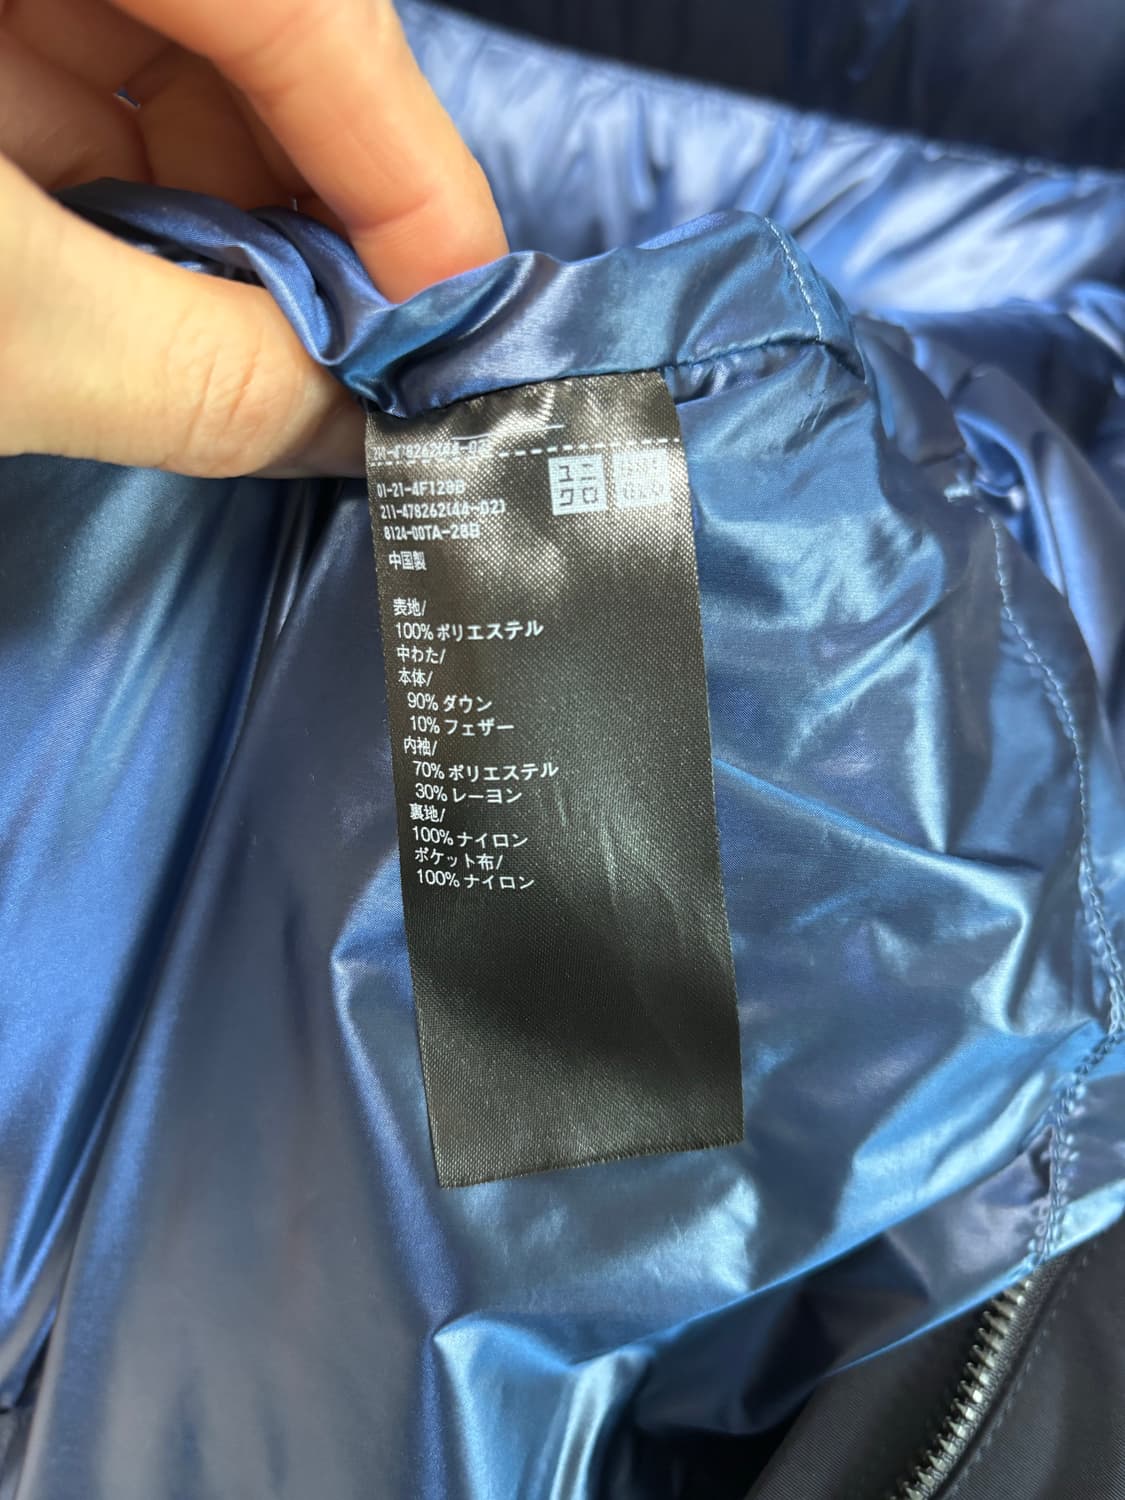 ユニクロ
UNIQLO
01-21-4F128B
211-478262(44-02)
8124-00TA-28B
中国製
表地/
100% ポリエステル
中わた/
本体/
90% ダウン
10% フェザー
内袖/
70% ポリエステル
30% レーヨン
裏地/
100% ナイロン
ポケット布/
100% ナイロン